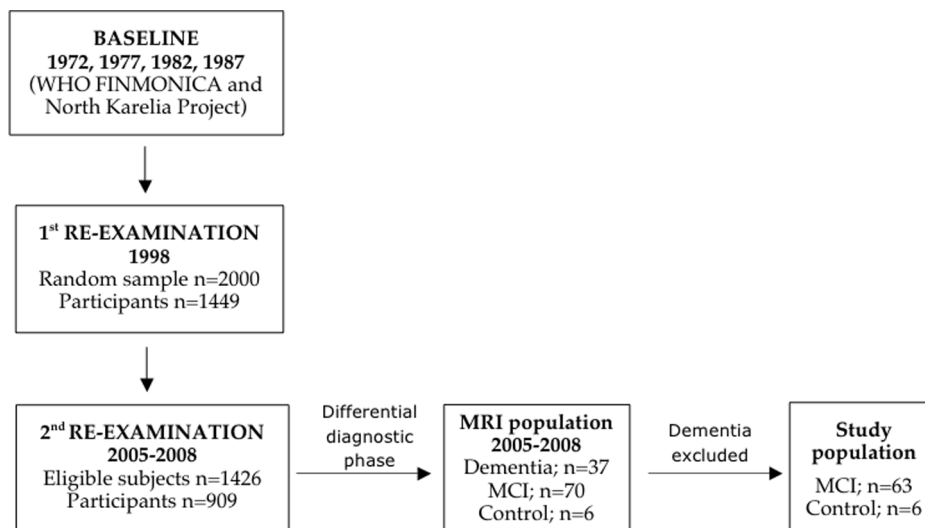 BASELINE
1972, 1977, 1982, 1987
(WHO FINMONICA and
North Karelia Project)
1st RE-EXAMINATION
1998
Random sample n=2000
Participants n=1449
2nd RE-EXAMINATION
2005-2008
Eligible subjects n=1426
Participants n=909
Differential
diagnostic
phase
MRI population
2005-2008
Dementia; n=37
MCI; n=70
Control; n=6
Dementia
excluded
Study
population
MCI; n=63
Control; n=6